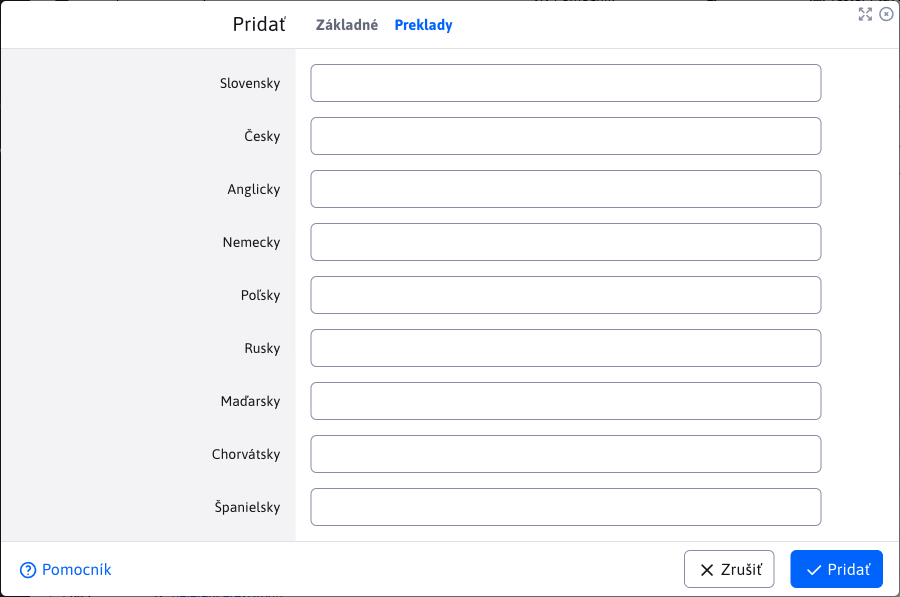 Pridať Základné Preklady
Slovensky
Česky
Anglicky
Nemecky
Poľsky
Rusky
Maďarsky
Chorvátsky
Španielsky
Pomocník Zrušiť Pridať